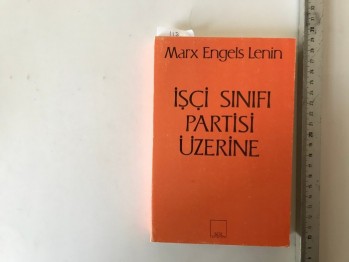 Marx Engels Lenin
İŞÇİ SINIFI
PARTİSİ
ÜZERİNE